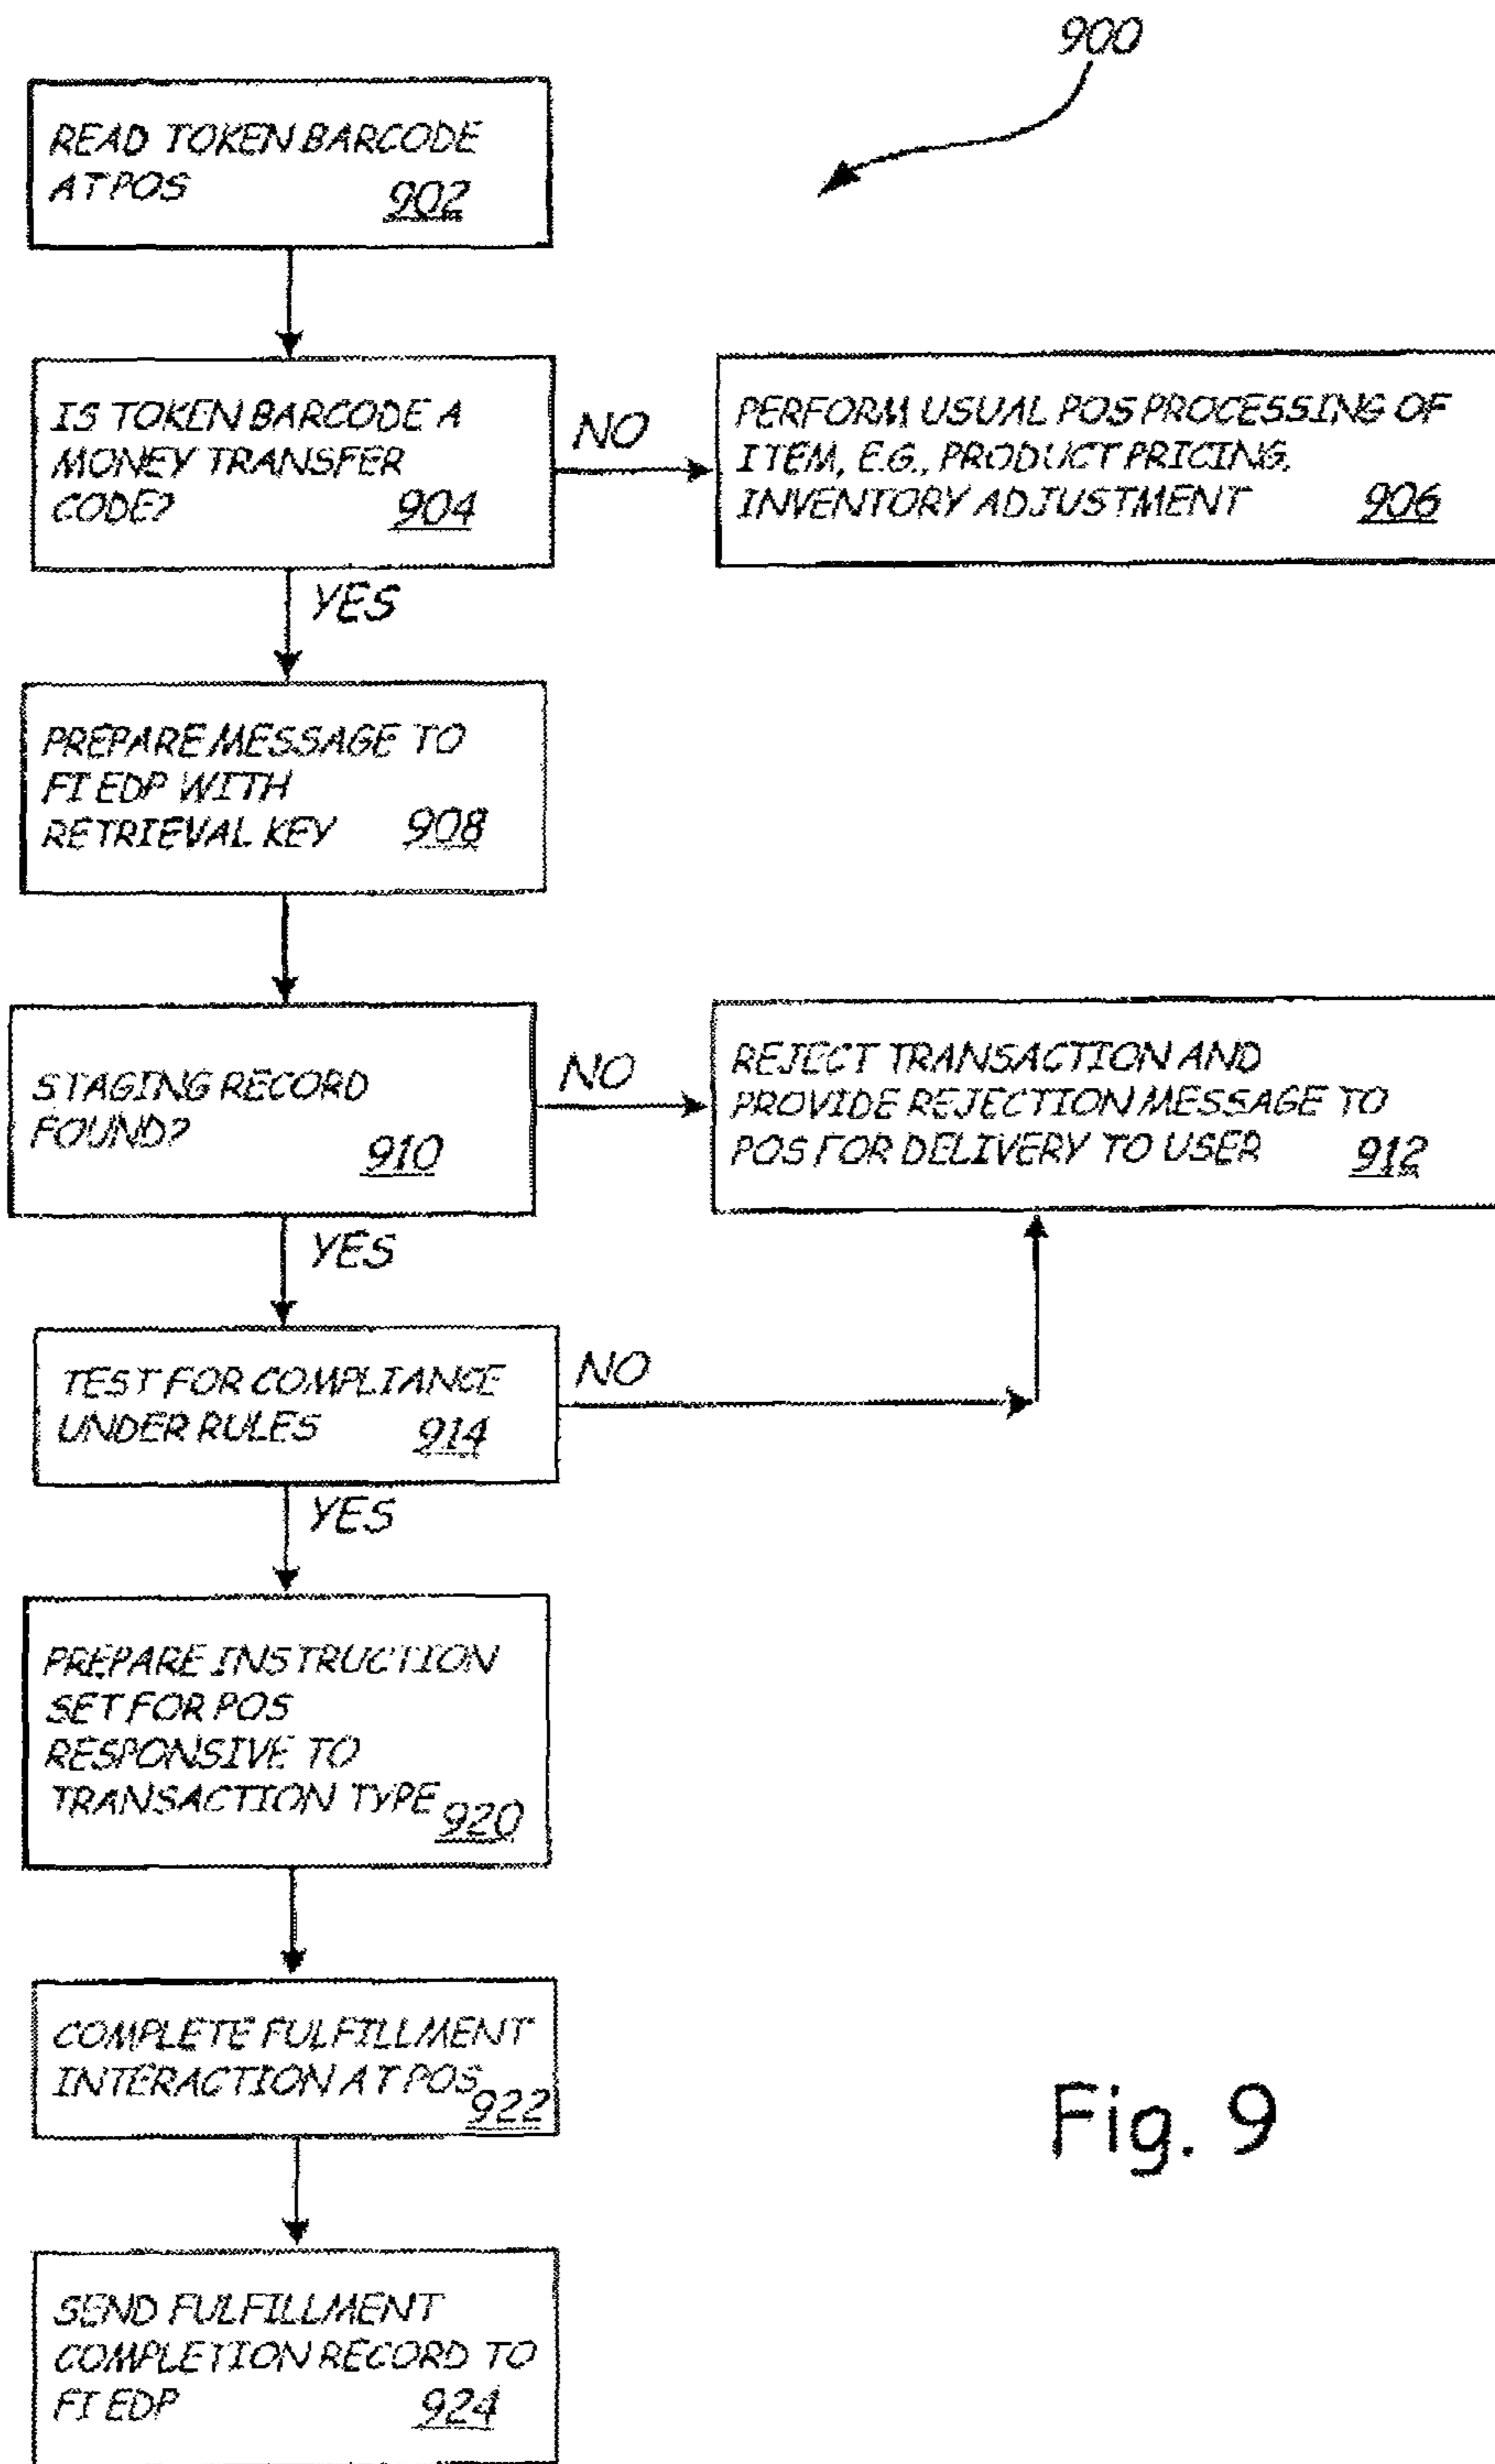 900
READ TOKEN BARCODE
AT POS 902
IS TOKEN BARCODE A
MONEY TRANSFER
CODE? 904
NO
PERFORM USUAL POS PROCESSING OF
ITEM, E.G., PRODUCT PRICING,
INVENTORY ADJUSTMENT 906
YES
PREPARE MESSAGE TO
FI EDP WITH
RETRIEVAL KEY 908
STAGING RECORD
FOUND? 910
NO
REJECT TRANSACTION AND
PROVIDE REJECTION MESSAGE TO
POS FOR DELIVERY TO USER 912
YES
TEST FOR COMPLIANCE
UNDER RULES 914
NO
YES
PREPARE INSTRUCTION
SET FOR POS
RESPONSIVE TO
TRANSACTION TYPE 920
COMPLETE FULFILLMENT
INTERACTION AT POS 922
SEND FULFILLMENT
COMPLETION RECORD TO
FI EDP 924
Fig. 9